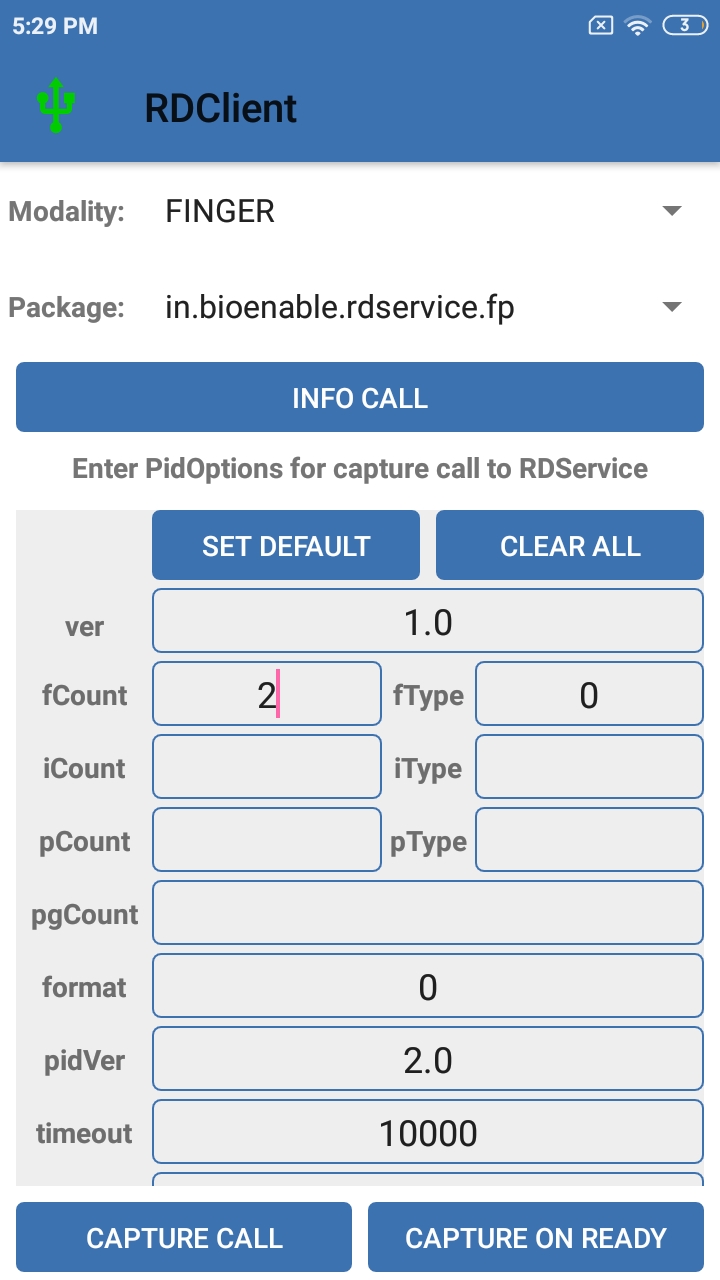 5:29 PM
3
RDClient
Modality: FINGER
Package: in.bioenable.rdservice.fp
INFO CALL
Enter PidOptions for capture call to RDService
SET DEFAULT CLEAR ALL
ver 1.0
fCount 2 fType 0
iCount iType
pCount pType
pgCount
format 0
pidVer 2.0
timeout 10000
CAPTURE CALL CAPTURE ON READY